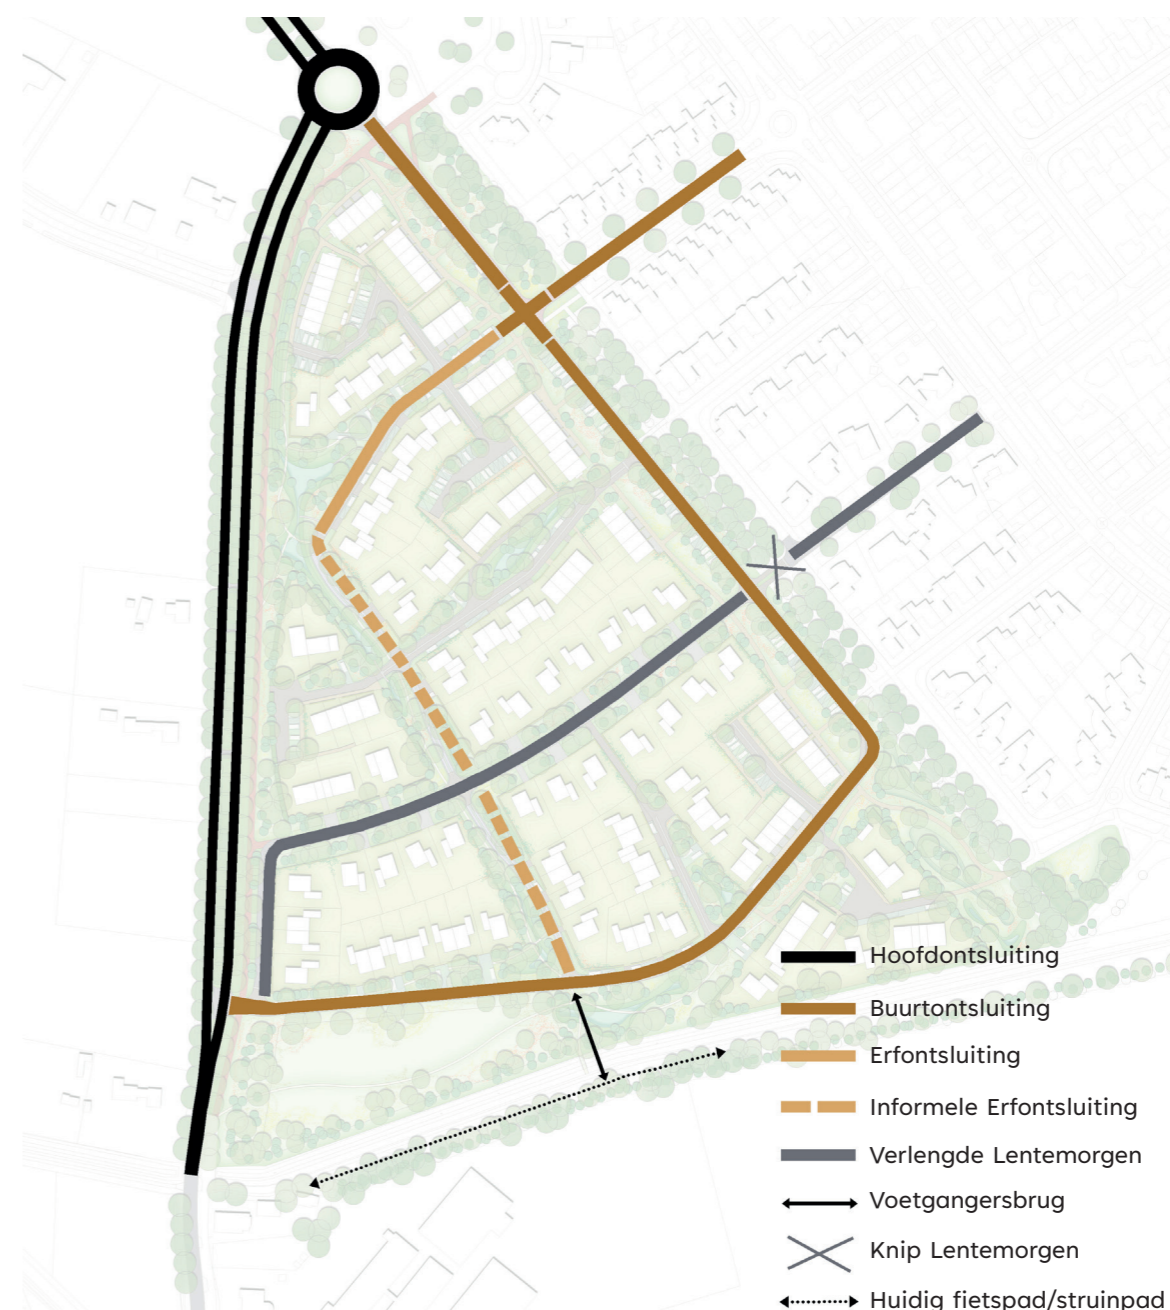 Hoofdontsluiting
Buurtontsluiting
Erfontsluiting
Informele Erfontsluiting
Verlengde Lentemorgen
Voetgangersbrug
Knip Lentemorgen
Huidig fietspad/struinpad